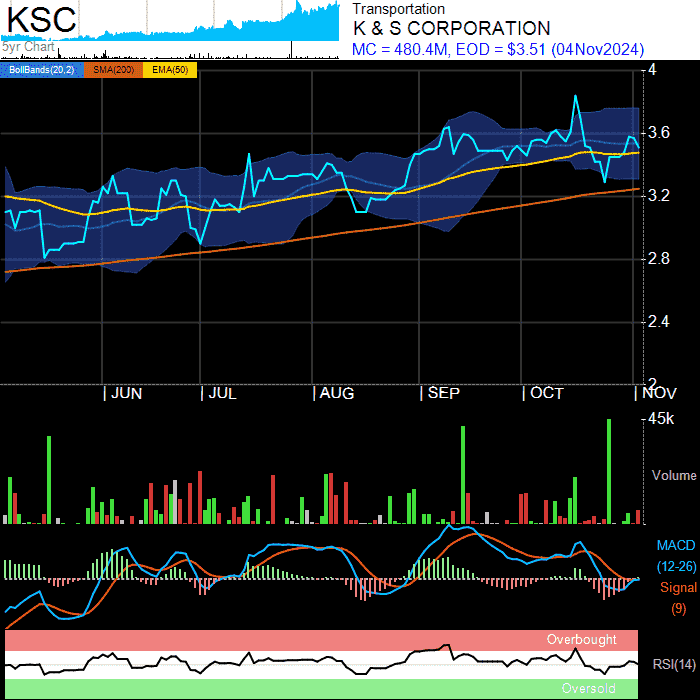 KSC
5yr Chart
Transportation
K & S CORPORATION
MC = 480.4M, EOD = $3.51 (04Nov2024)
BollBands(20,2) SMA(200) EMA(50)
4
3.6
3.2
2.8
2.4
2
JUN JUL AUG SEP OCT NOV
45k
Volume
MACD
(12-26)
Signal
(9)
Overbought
RSI(14)
Oversold